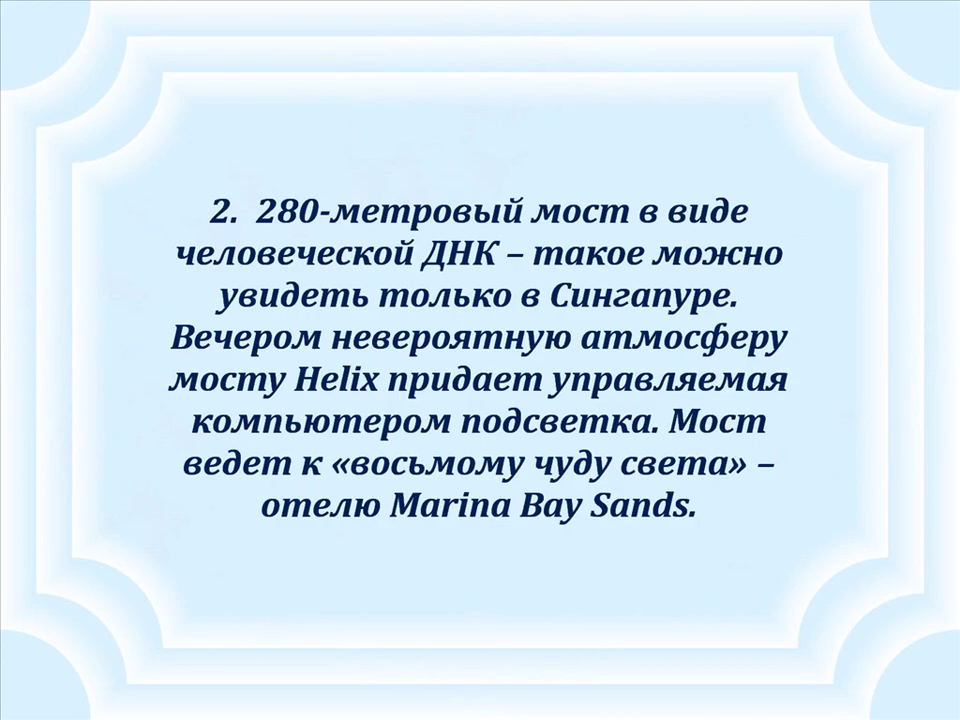 2.  280-метровый мост в виде
человеческой ДНК – такое можно
увидеть только в Сингапуре.
Вечером невероятную атмосферу
мосту Helix придает управляемая
компьютером подсветка. Мост
ведет к «восьмому чуду света» –
отелю Marina Bay Sands.